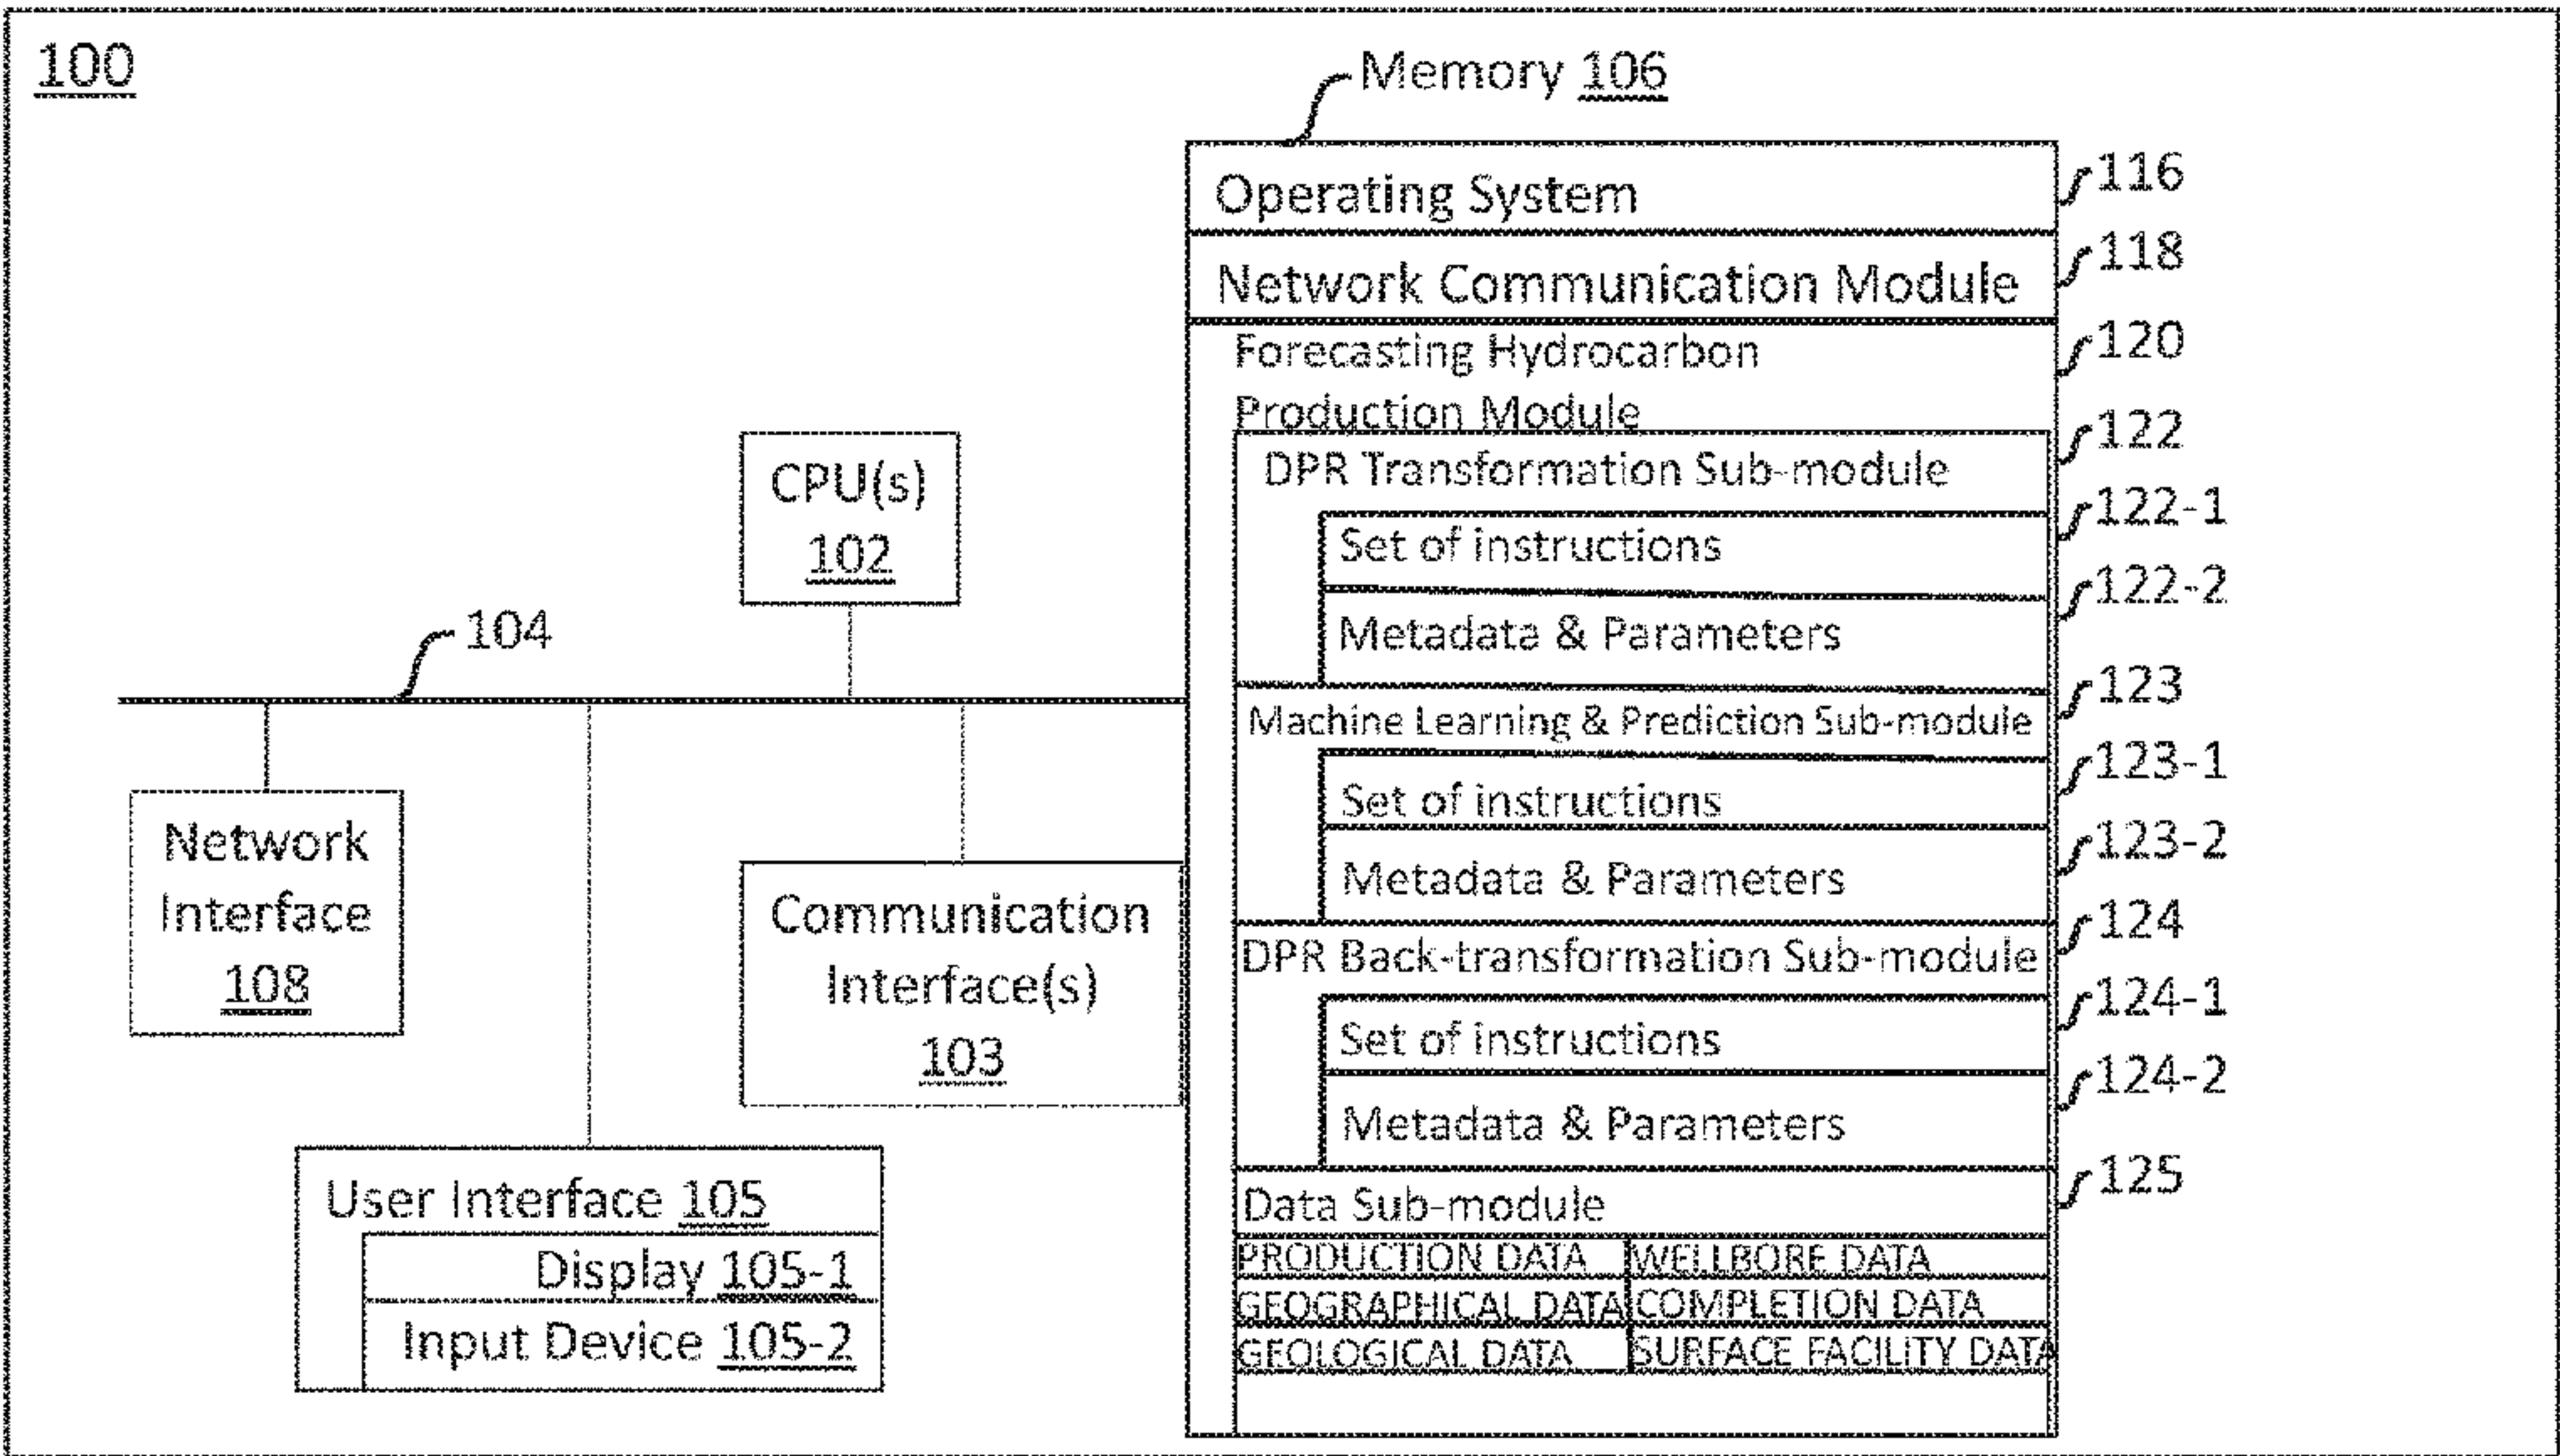 100
Memory 106
Operating System
116
Network Communication Module
118
Forecasting Hydrocarbon
120
Production Module
DPR Transformation Sub-module
122
Set of instructions
122-1
Metadata & Parameters
122-2
Machine Learning & Prediction Sub-module
123
Set of instructions
123-1
Metadata & Parameters
123-2
DPR Back-transformation Sub-module
124
Set of instructions
124-1
Metadata & Parameters
124-2
Data Sub-module
125
PRODUCTION DATA
WELLBORE DATA
GEOGRAPHICAL DATA
COMPLETION DATA
GEOLOGICAL DATA
SURFACE FACILITY DATA
CPU(s)
102
104
Network
Interface
108
Communication
Interface(s)
103
User Interface 105
Display 105-1
Input Device 105-2